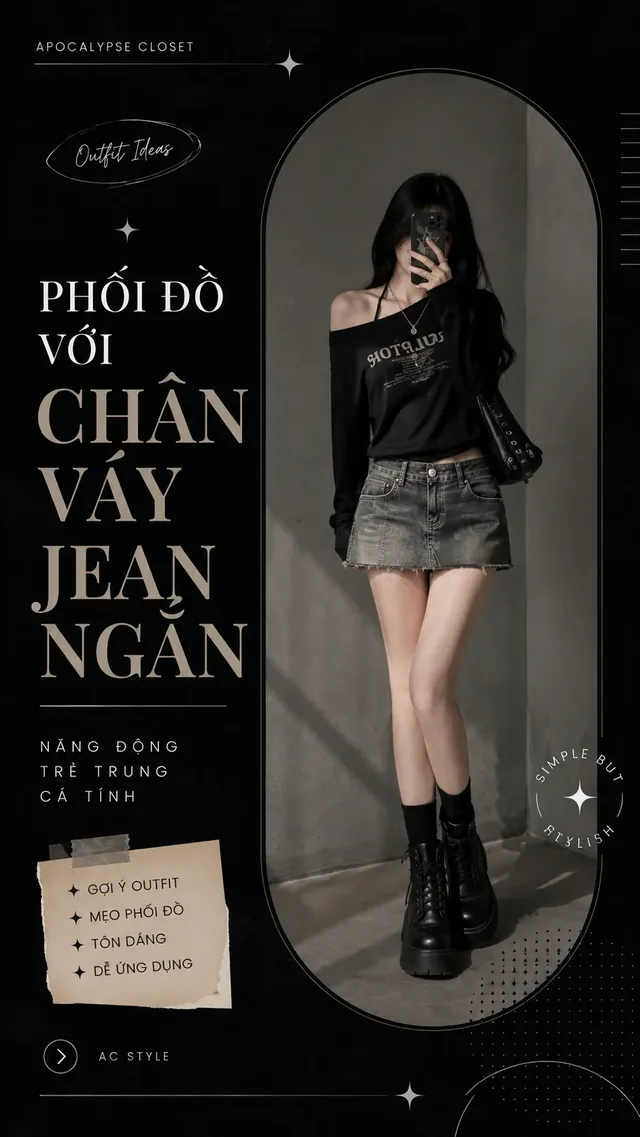 APOCALYPSE CLOSET
Outfit Ideas
PHỐI ĐỒ
VỚI
CHÂN
VÁY
JEAN
NGẮN
NĂNG ĐỘNG
TRẺ TRUNG
CÁ TÍNH
GỢI Ý OUTFIT
MẸO PHỐI ĐỒ
TÔN DÁNG
DỄ ỨNG DỤNG
AC STYLE
SCULPTOR
SIMPLE BUT
STYLISH